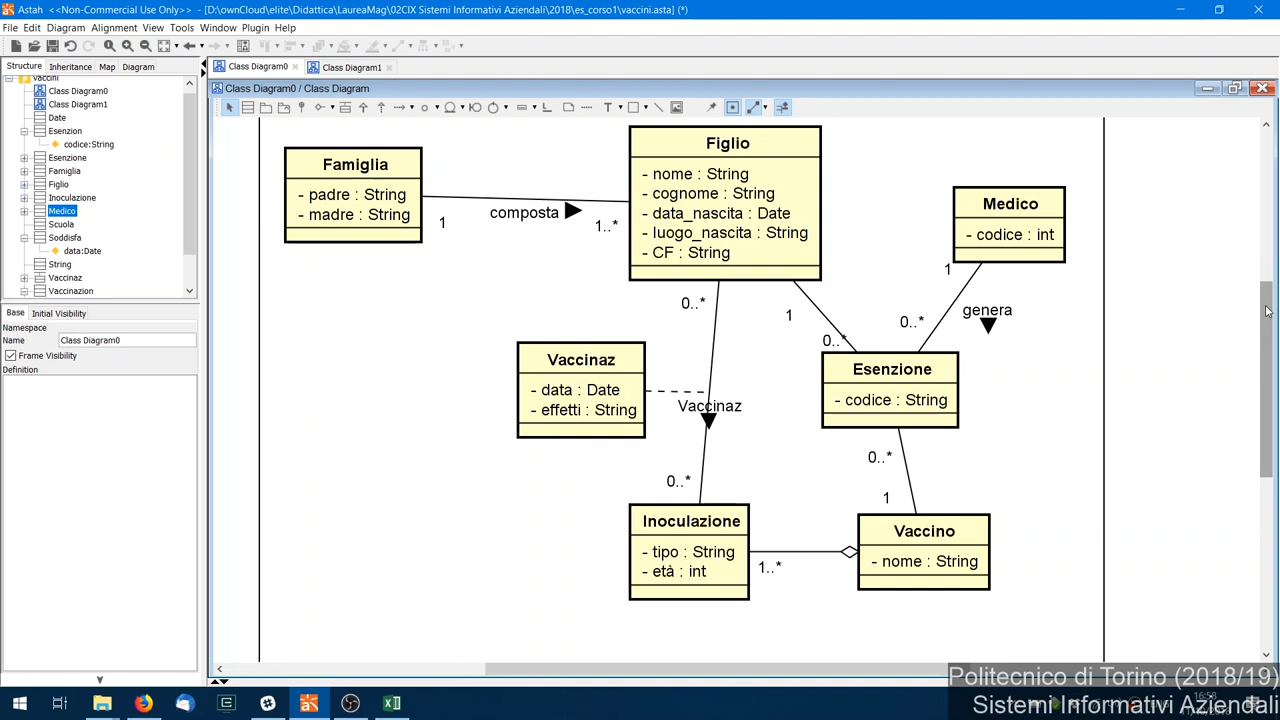 Astah <<Non-Commercial Use Only>> - [D:\ownCloud\elite\Didattica\LaureaMag\02CIX Sistemi Informativi Aziendali\2018\es_corso1\vaccini.asta] (*)
File Edit Diagram Alignment View Tools Window Plugin Help
Structure Inheritance Map Diagram
vaccini
Class Diagram0
Class Diagram1
Date
Esenzion
codice:String
Esenzione
Famiglia
Figlio
Inoculazione
Medico
Scuola
Soddisfa
data:Date
String
Vaccinaz
Vaccinazion
Base Initial Visibility
Namespace
Name Class Diagram0
Frame Visibility
Definition
Class Diagram0 Class Diagram1
Class Diagram0 / Class Diagram
Famiglia
- padre : String
- madre : String
1
composta
1..*
Figlio
- nome : String
- cognome : String
- data_nascita : Date
- luogo_nascita : String
- CF : String
Medico
- codice : int
1
genera
0..*
0..*
1
0..*
Vaccinaz
- data : Date
- effetti : String
Vaccinaz
Esenzione
- codice : String
0..*
1
0..*
Inoculazione
- tipo : String
- età : int
1..*
Vaccino
- nome : String
Politecnico di Torino (2018/19)
Sistemi Informativi Aziendali
16:58